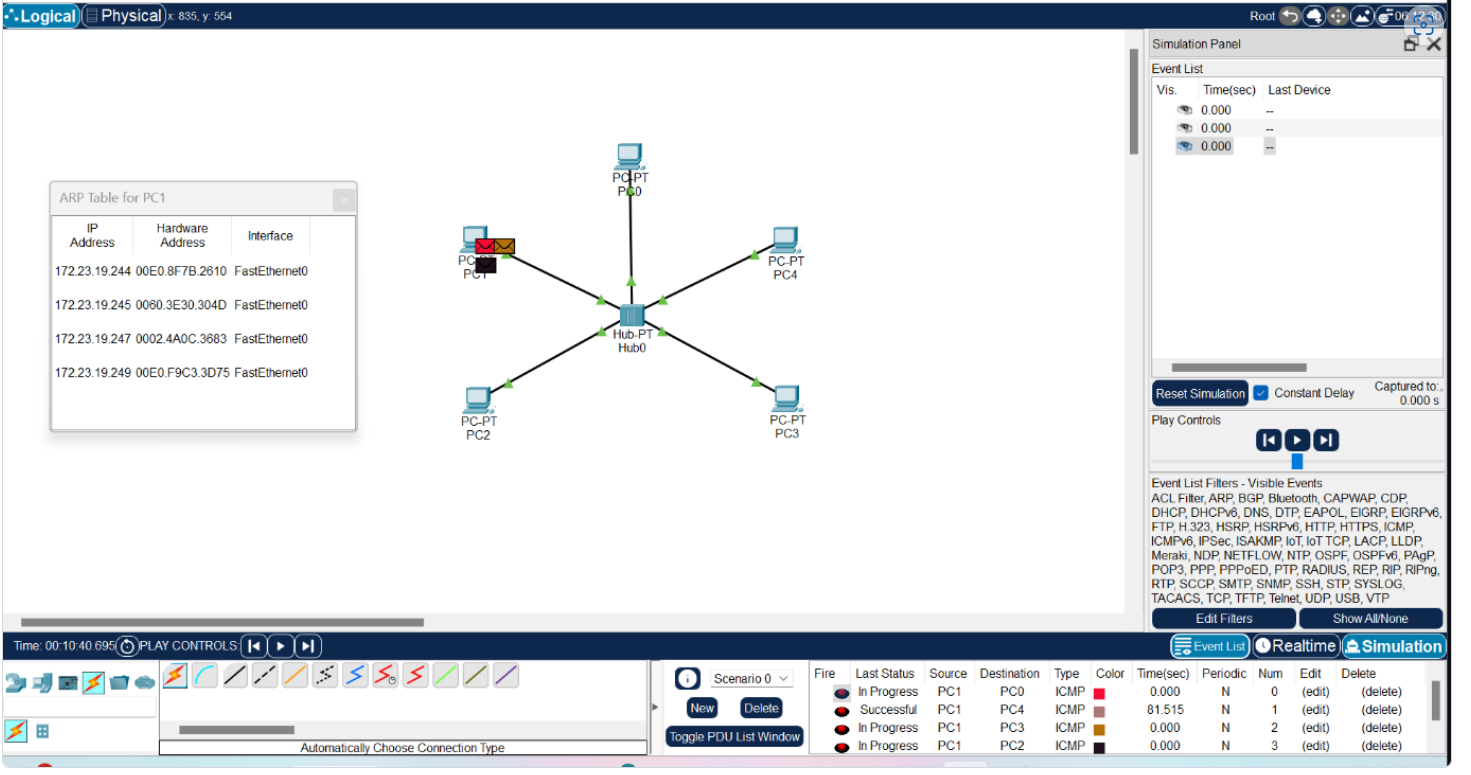 Logical Physical x: 835, y: 554 Root
Simulation Panel
Event List
Vis. Time(sec) Last Device
0.000 --
0.000 --
0.000 --
ARP Table for PC1
IP Address Hardware Address Interface
172.23.19.244 00E0.8F7B.2610 FastEthernet0
172.23.19.245 0060.3E30.304D FastEthernet0
172.23.19.247 0002.4A0C.3683 FastEthernet0
172.23.19.249 00E0.F9C3.3D75 FastEthernet0
PC-PT
PC0
PC-PT
PC1
PC-PT
PC4
Hub-PT
Hub0
PC-PT
PC2
PC-PT
PC3
Reset Simulation Constant Delay Captured to:
0.000 s
Play Controls
Event List Filters - Visible Events
ACL Filter, ARP, BGP, Bluetooth, CAPWAP, CDP,
DHCP, DHCPv6, DNS, DTP, EAPOL, EIGRP, EIGRPv6,
FTP, H.323, HSRP, HSRPv6, HTTP, HTTPS, ICMP,
ICMPv6, IPSec, ISAKMP, IoT, IoT TCP, LACP, LLDP,
Meraki, NDP, NETFLOW, NTP, OSPF, OSPFv6, PAgP,
POP3, PPP, PPPoED, PTP, RADIUS, REP, RIP, RIPng,
RTP, SCCP, SMTP, SNMP, SSH, STP, SYSLOG,
TACACS, TCP, TFTP, Telnet, UDP, USB, VTP
Edit Filters Show All/None
Time: 00:10:40.695 PLAY CONTROLS: Event List Realtime Simulation
Automatically Choose Connection Type
Scenario 0
New Delete
Toggle PDU List Window
Fire Last Status Source Destination Type Color Time(sec) Periodic Num Edit Delete
In Progress PC1 PC0 ICMP 0.000 N 0 (edit) (delete)
Successful PC1 PC4 ICMP 81.515 N 1 (edit) (delete)
In Progress PC1 PC3 ICMP 0.000 N 2 (edit) (delete)
In Progress PC1 PC2 ICMP 0.000 N 3 (edit) (delete)